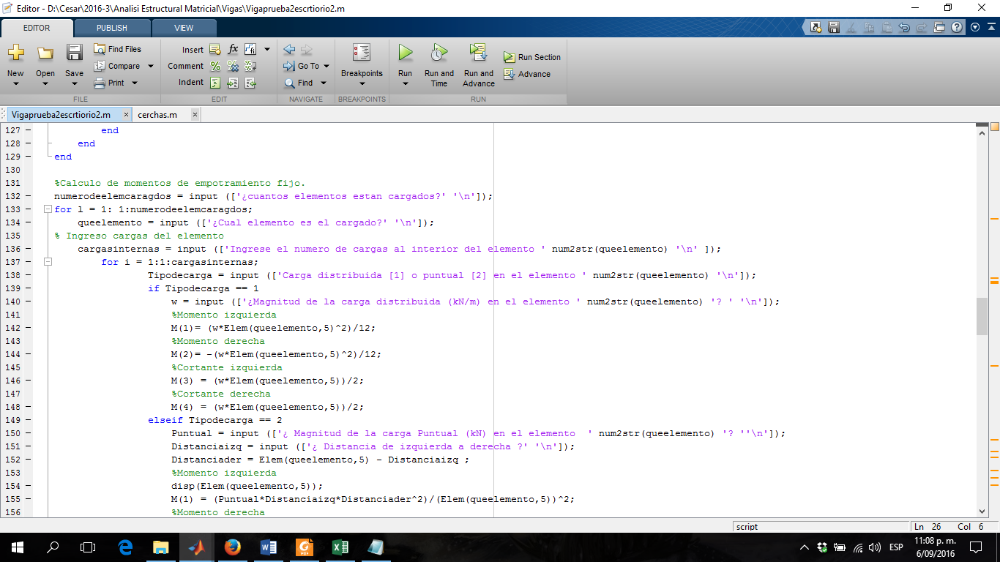 Editor - D:\Cesar\2016-3\Analisi Estructural Matricial\Vigas\Vigaprueba2escrtiorio2.m
EDITOR PUBLISH VIEW
New Open Save Find Files Compare Print
Insert fx Comment Indent
Go To Find
Breakpoints
Run Run and Time Run and Advance Run Section Advance
FILE EDIT NAVIGATE BREAKPOINTS RUN
Vigaprueba2escrtiorio2.m × cerchas.m ×
127 – end
128 – end
129 – end
130
131 %Calculo de momentos de empotramiento fijo.
132 – numerodeelemcaragdos = input (['¿cuantos elementos estan cargados?' '\n']);
133 – for l = 1: 1:numerodeelemcaragdos;
134 – queelemento = input (['¿Cual elemento es el cargado?' '\n']);
135 % Ingreso cargas del elemento
136 – cargasinternas = input (['Ingrese el numero de cargas al interior del elemento ' num2str(queelemento) '\n' ]);
137 – for i = 1:1:cargasinternas;
138 – Tipodecarga = input (['Carga distribuida [1] o puntual [2] en el elemento ' num2str(queelemento) '\n']);
139 – if Tipodecarga == 1
140 – w = input (['¿Magnitud de la carga distribuida (kN/m) en el elemento ' num2str(queelemento) '? ' '\n']);
141 %Momento izquierda
142 – M(1)= (w*Elem(queelemento,5)^2)/12;
143 %Momento derecha
144 – M(2)= -(w*Elem(queelemento,5)^2)/12;
145 %Cortante izquierda
146 – M(3) = (w*Elem(queelemento,5))/2;
147 %Cortante derecha
148 – M(4) = (w*Elem(queelemento,5))/2;
149 – elseif Tipodecarga == 2
150 – Puntual = input (['¿ Magnitud de la carga Puntual (kN) en el elemento  ' num2str(queelemento) '? ''\n']);
151 – Distanciaizq = input (['¿ Distancia de izquierda a derecha ?' '\n']);
152 – Distanciader = Elem(queelemento,5) - Distanciaizq ;
153 %Momento izquierda
154 – disp(Elem(queelemento,5));
155 – M(1) = (Puntual*Distanciaizq*Distanciader^2)/(Elem(queelemento,5))^2;
156 %Momento derecha
script Ln 26 Col 6
ESP 11:08 p. m.
6/09/2016